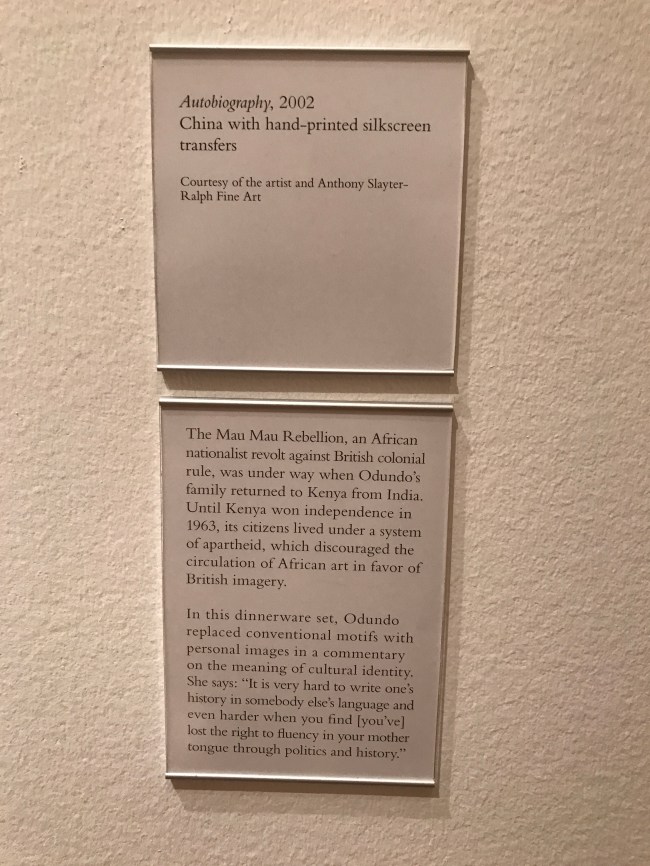 Autobiography, 2002
China with hand-printed silkscreen
transfers
Courtesy of the artist and Anthony Slayter-
Ralph Fine Art
The Mau Mau Rebellion, an African
nationalist revolt against British colonial
rule, was under way when Odundo's
family returned to Kenya from India.
Until Kenya won independence in
1963, its citizens lived under a system
of apartheid, which discouraged the
circulation of African art in favor of
British imagery.
In this dinnerware set, Odundo
replaced conventional motifs with
personal images in a commentary
on the meaning of cultural identity.
She says: “It is very hard to write one's
history in somebody else's language and
even harder when you find [you've]
lost the right to fluency in your mother
tongue through politics and history.”